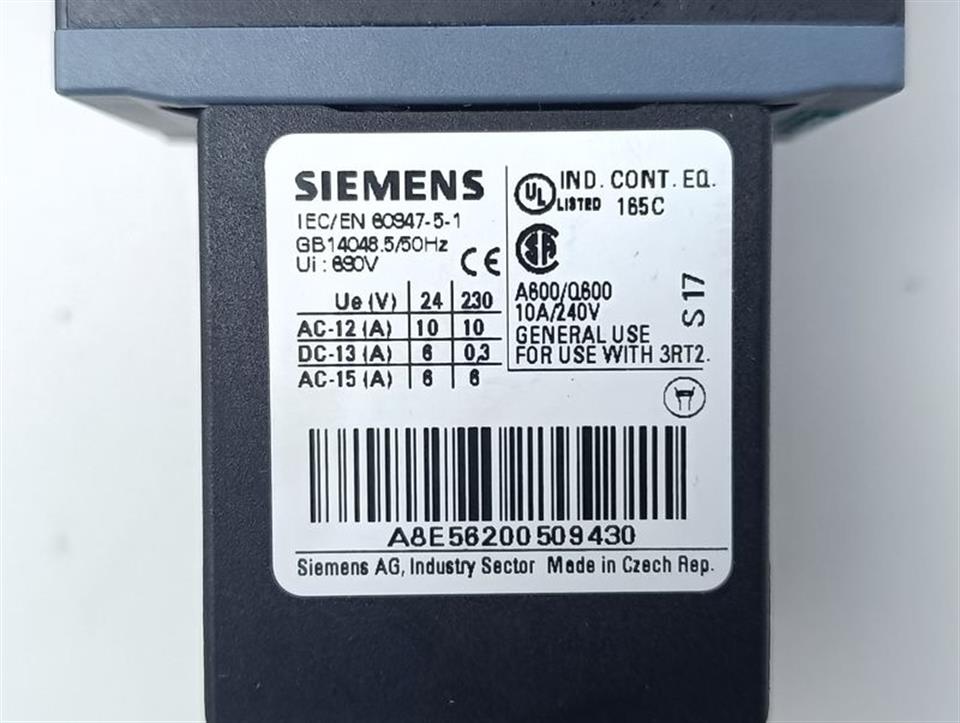 SIEMENS
IEC/EN 60947-5-1
GB14048.5/50Hz
Ui : 690V
CE
Ue (V) 24 230
AC-12 (A) 10 10
DC-13 (A) 6 0,3
AC-15 (A) 6 6
UL LISTED IND. CONT. EQ.
165C
A600/Q600
10A/240V
GENERAL USE
FOR USE WITH 3RT2.
S17
A8E56200509430
Siemens AG, Industry Sector Made in Czech Rep.